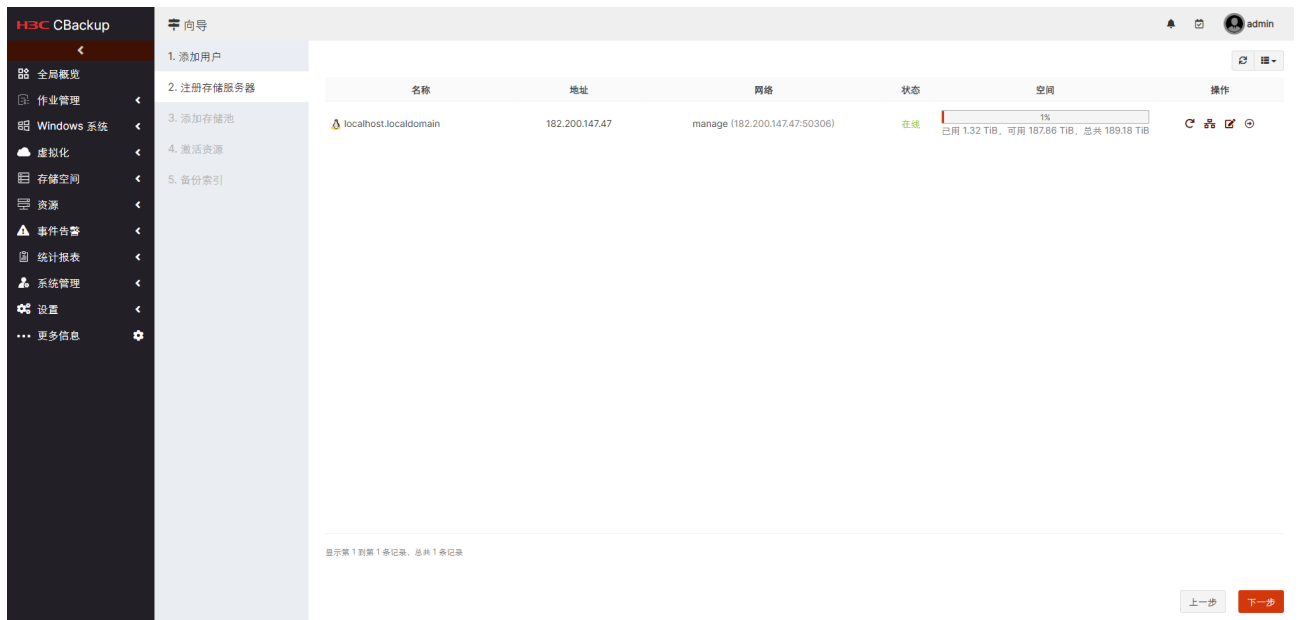 H3C CBackup
向导
admin
全局概览
作业管理
Windows 系统
虚拟化
存储空间
资源
事件告警
统计报表
系统管理
设置
更多信息
1. 添加用户
2. 注册存储服务器
3. 添加存储池
4. 激活资源
5. 备份索引
名称 地址 网络 状态 空间 操作
localhost.localdomain 182.200.147.47 manage (182.200.147.47:50306) 在线 1%
已用 1.32 TiB，可用 187.86 TiB，总共 189.18 TiB
显示第 1 到第 1 条记录，总共 1 条记录
上一步 下一步